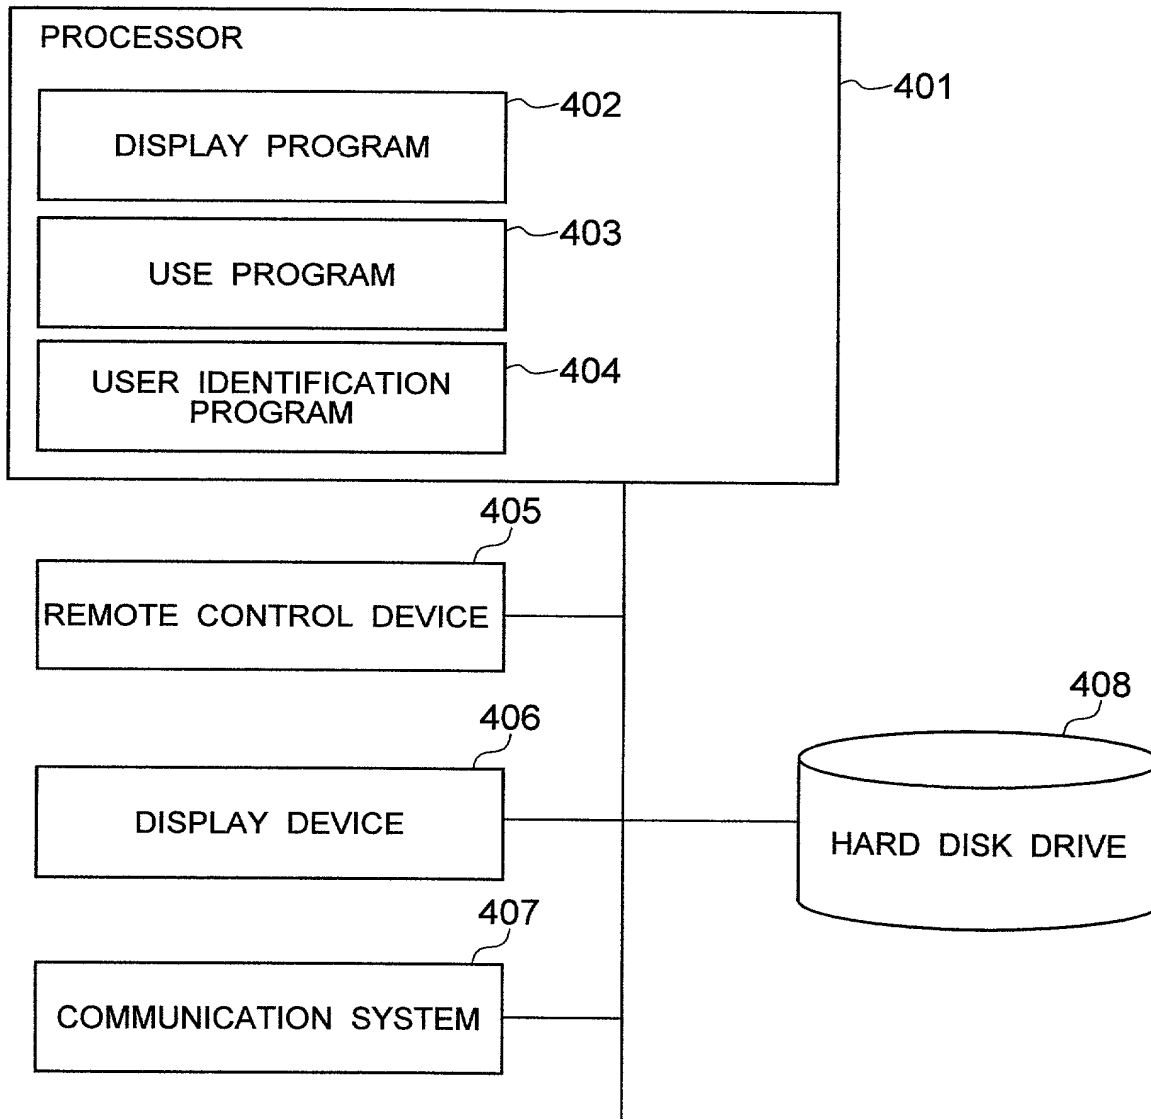 PROCESSOR
401
402
DISPLAY PROGRAM
403
USE PROGRAM
404
USER IDENTIFICATION
PROGRAM
405
REMOTE CONTROL DEVICE
406
DISPLAY DEVICE
408
HARD DISK DRIVE
407
COMMUNICATION SYSTEM